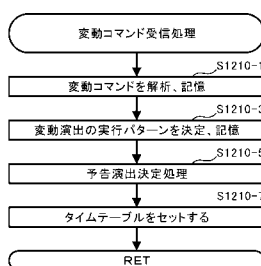 変動コマンド受信処理
S1210-1
変動コマンドを解析、記憶
S1210-3
変動演出の実行パターンを決定、記憶
S1210-5
予告演出決定処理
S1210-7
タイムテーブルをセットする
RET